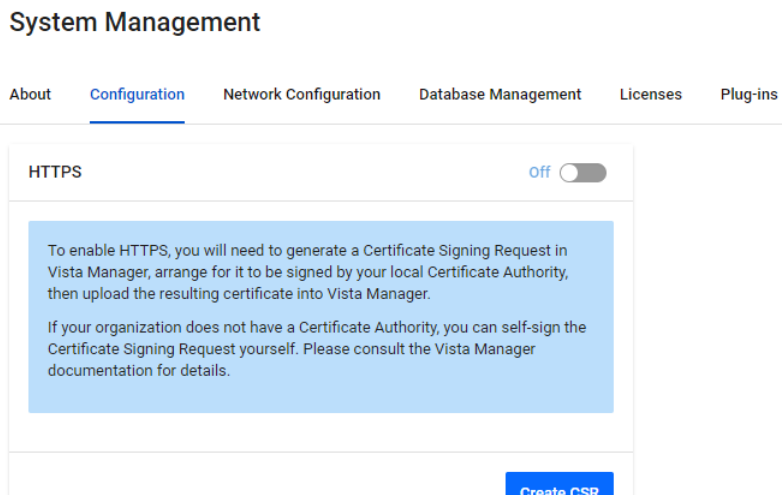 System Management
About Configuration Network Configuration Database Management Licenses Plug-ins
HTTPS Off
To enable HTTPS, you will need to generate a Certificate Signing Request in
Vista Manager, arrange for it to be signed by your local Certificate Authority,
then upload the resulting certificate into Vista Manager.
If your organization does not have a Certificate Authority, you can self-sign the
Certificate Signing Request yourself. Please consult the Vista Manager
documentation for details.
Create CSR